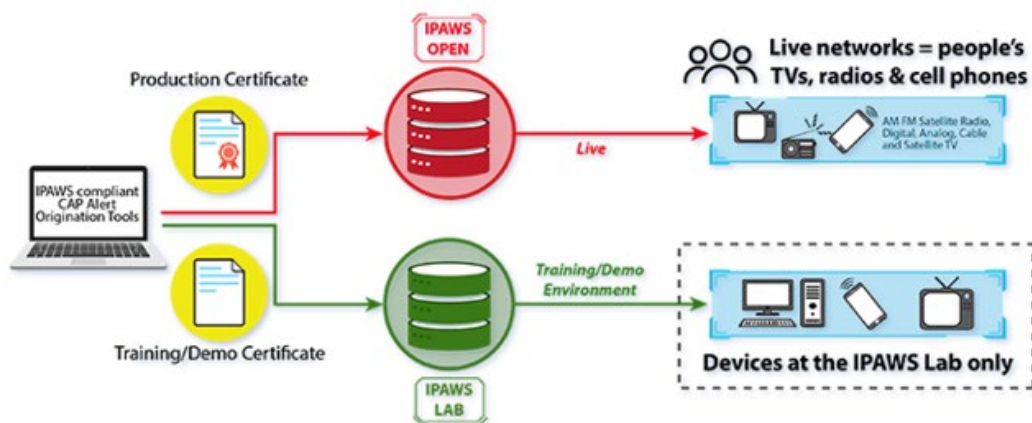 IPAWS
OPEN
Production Certificate
Live networks = people's
TVs, radios & cell phones
AM FM Satellite Radio,
Digital, Analog, Cable
and Satellite TV
Live
IPAWS compliant
CAP Alert
Origination Tools
Training/Demo
Environment
Training/Demo Certificate
Devices at the IPAWS Lab only
IPAWS
LAB